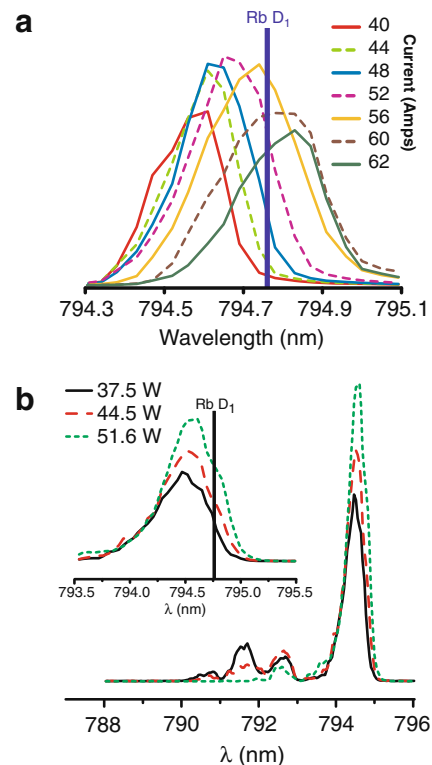 a
Rb D₁
Current (Amps)
40
44
48
52
56
60
62
794.3 794.5 794.7 794.9 795.1
Wavelength (nm)
b
37.5 W
44.5 W
51.6 W
Rb D₁
793.5 794.0 794.5 795.0 795.5
λ (nm)
788 790 792 794 796
λ (nm)